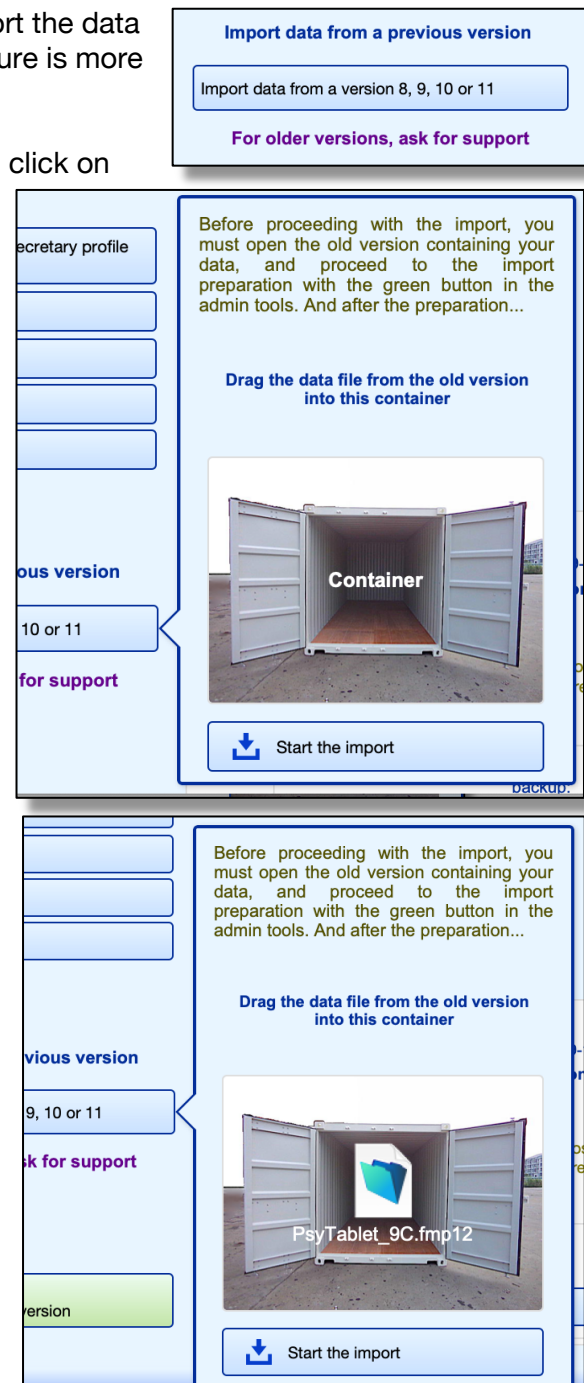 ort the data
ure is more
click on
Import data from a previous version
Import data from a version 8, 9, 10 or 11
For older versions, ask for support
ecretary profile
ous version
10 or 11
for support
Before proceeding with the import, you
must open the old version containing your
data, and proceed to the import
preparation with the green button in the
admin tools. And after the preparation...
Drag the data file from the old version
into this container
Container
Start the import
backup:
vious version
9, 10 or 11
sk for support
version
Before proceeding with the import, you
must open the old version containing your
data, and proceed to the import
preparation with the green button in the
admin tools. And after the preparation...
Drag the data file from the old version
into this container
PsyTablet_9C.fmp12
Start the import